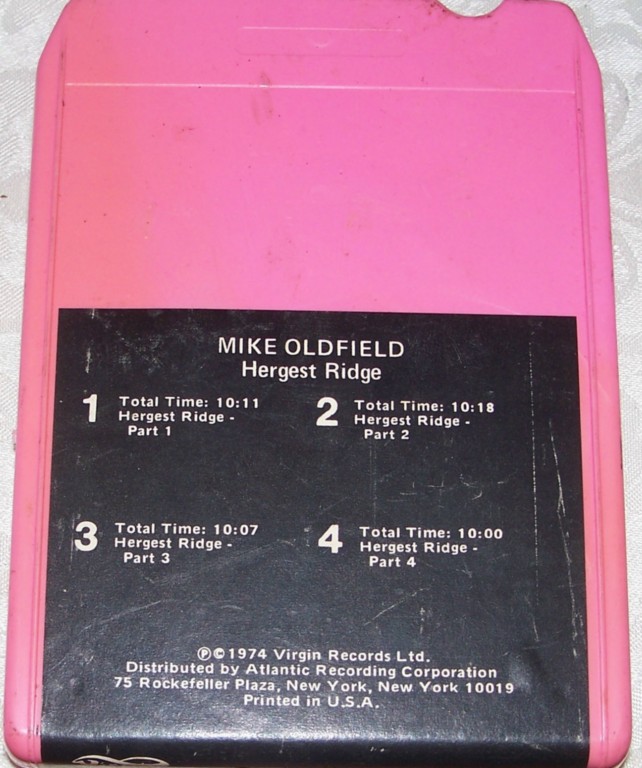 MIKE OLDFIELD
Hergest Ridge
1 Total Time: 10:11
Hergest Ridge -
Part 1
2 Total Time: 10:18
Hergest Ridge -
Part 2
3 Total Time: 10:07
Hergest Ridge -
Part 3
4 Total Time: 10:00
Hergest Ridge -
Part 4
℗©1974 Virgin Records Ltd.
Distributed by Atlantic Recording Corporation
75 Rockefeller Plaza, New York, New York 10019
Printed in U.S.A.